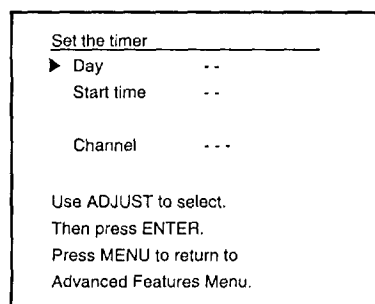 Set the timer
▶ Day - -
Start time - -
Channel - - -
Use ADJUST to select.
Then press ENTER.
Press MENU to return to
Advanced Features Menu.